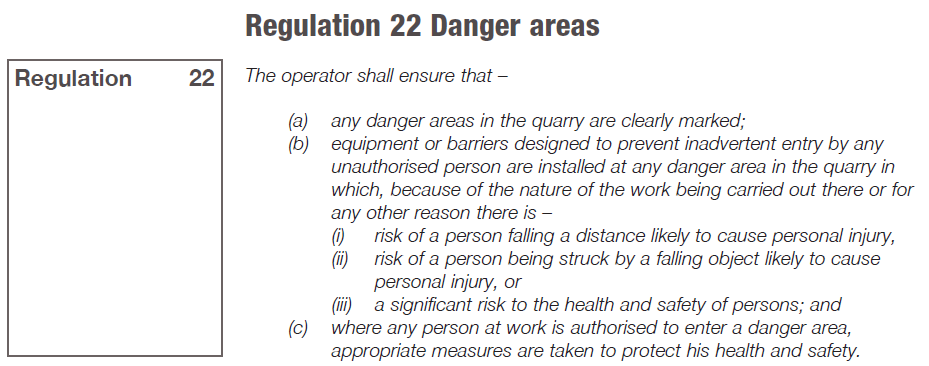 Regulation 22 Danger areas
Regulation 22
The operator shall ensure that –
(a) any danger areas in the quarry are clearly marked;
(b) equipment or barriers designed to prevent inadvertent entry by any
unauthorised person are installed at any danger area in the quarry in
which, because of the nature of the work being carried out there or for
any other reason there is –
(i) risk of a person falling a distance likely to cause personal injury,
(ii) risk of a person being struck by a falling object likely to cause
personal injury, or
(iii) a significant risk to the health and safety of persons; and
(c) where any person at work is authorised to enter a danger area,
appropriate measures are taken to protect his health and safety.